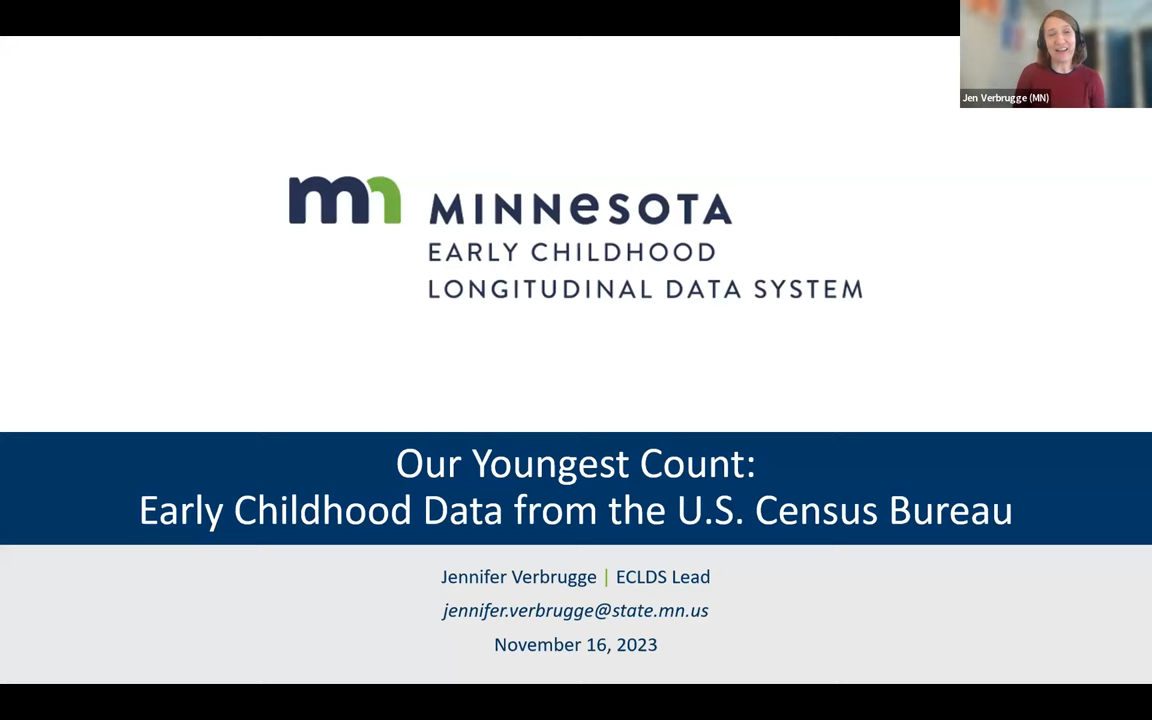 Jen Verbrugge (MN)
mn MINNESOTA
EARLY CHILDHOOD
LONGITUDINAL DATA SYSTEM
Our Youngest Count:
Early Childhood Data from the U.S. Census Bureau
Jennifer Verbrugge | ECLDS Lead
jennifer.verbrugge@state.mn.us
November 16, 2023